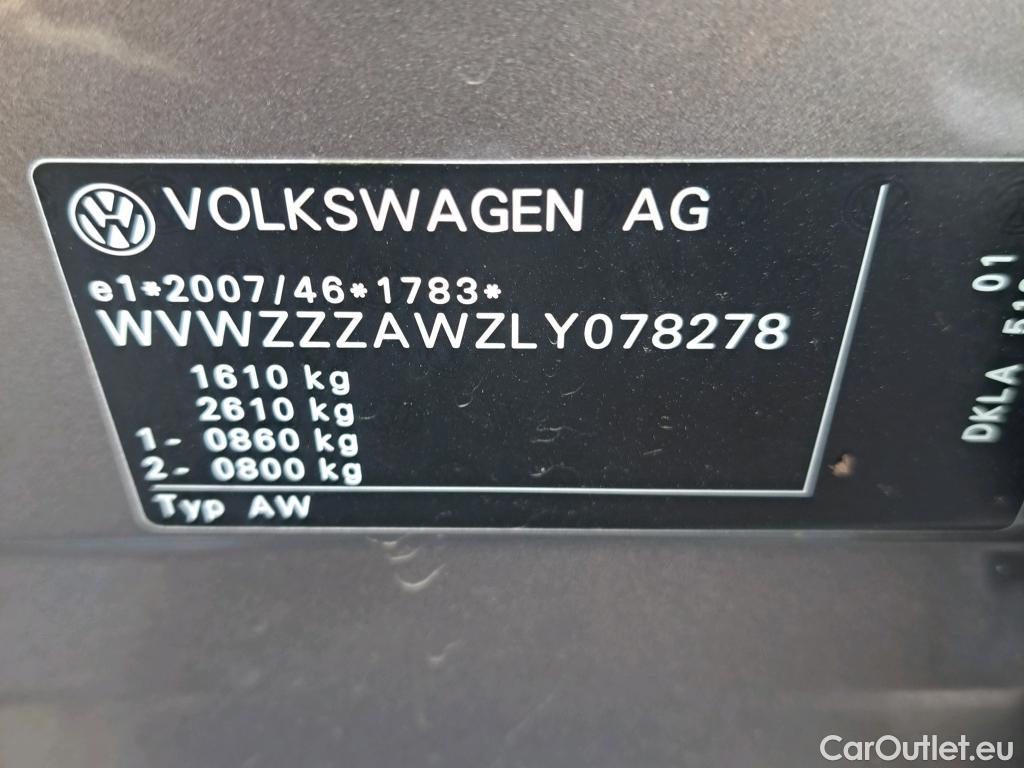 VOLKSWAGEN AG
e1*2007/46*1783*
WVWZZZAWZLY078278
1610 kg
2610 kg
1- 0860 kg
2- 0800 kg
Typ AW
DKLA
01
CarOutlet.eu